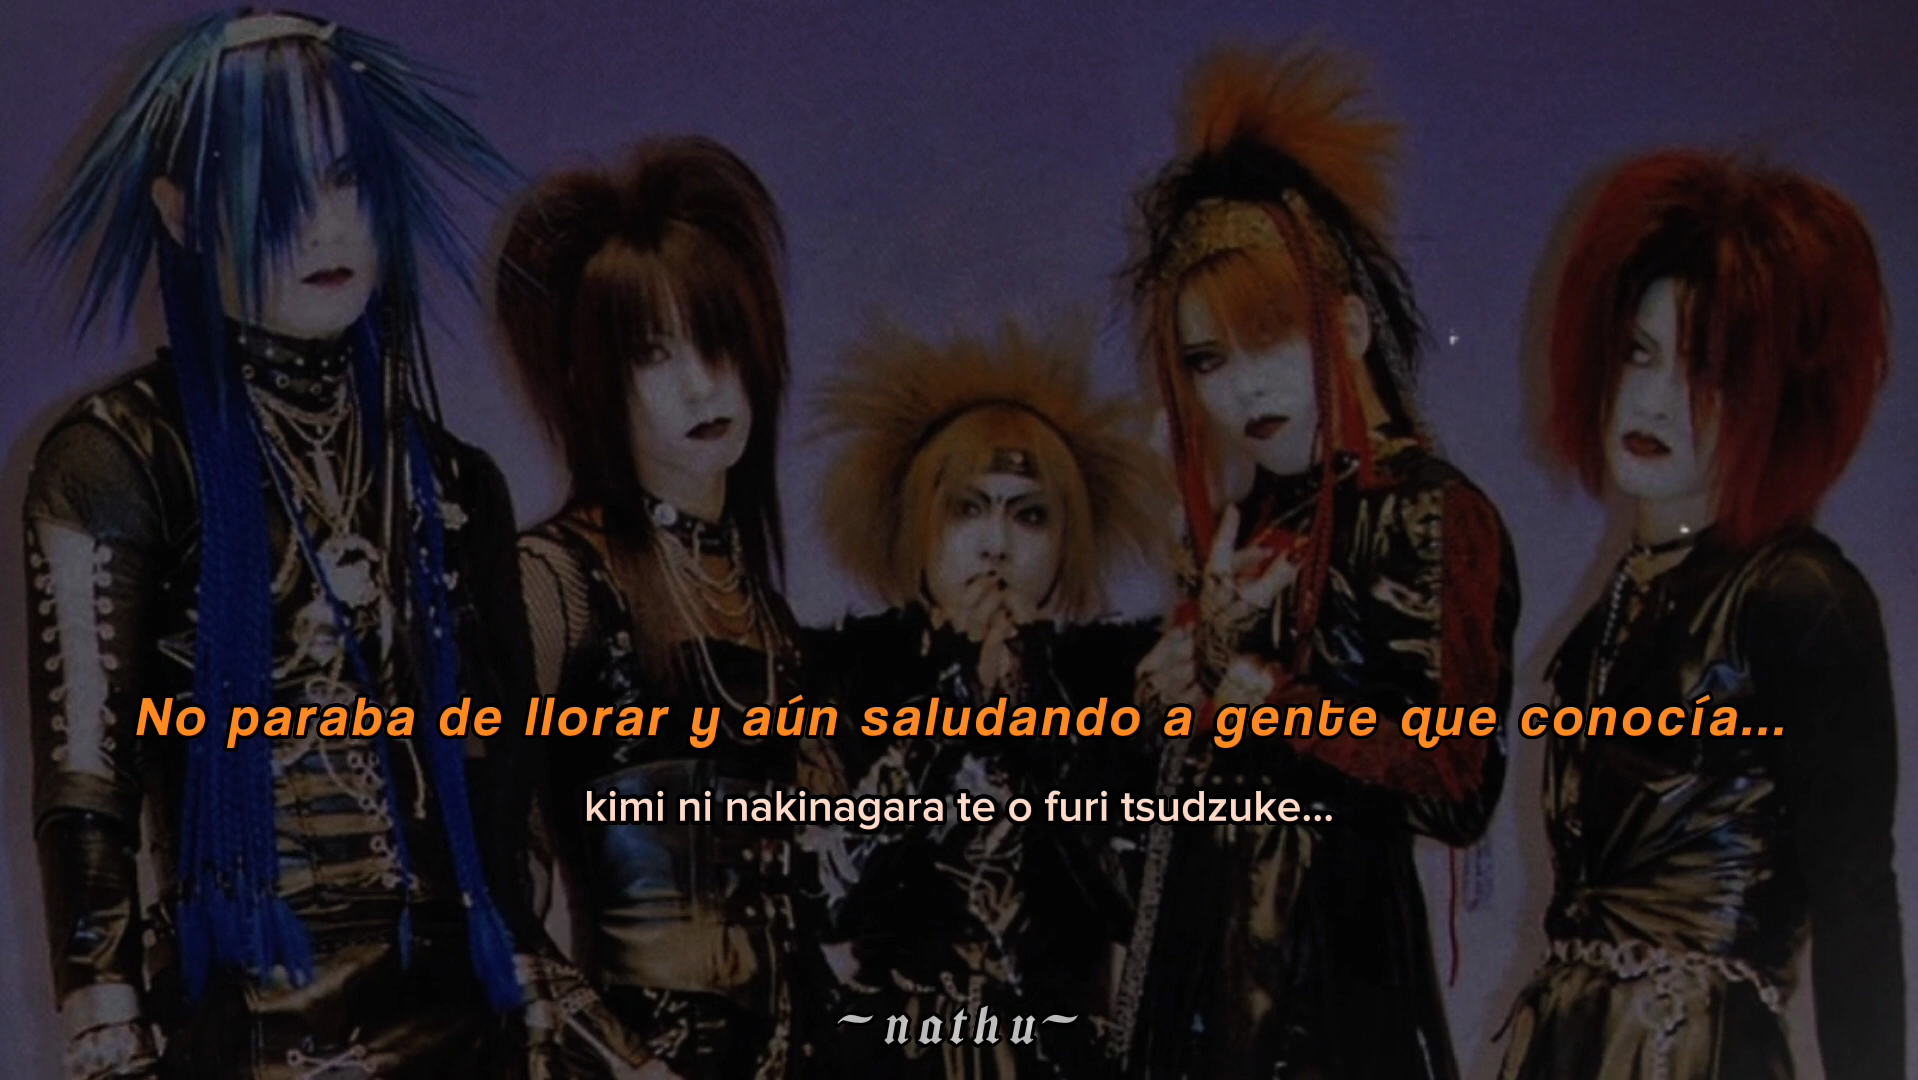 No paraba de llorar y aún saludando a gente que conocía...
kimi ni nakinagara te o furi tsudzuke...
~nathu~